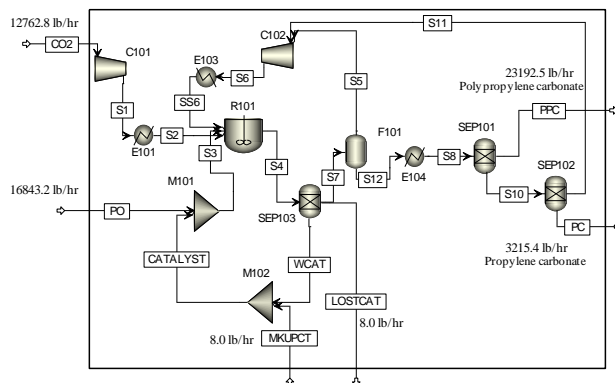 12762.8 lb/hr
CO2
C101
S1
E101
S2
E103
SS6
S6
C102
S11
S5
R101
S3
S4
16843.2 lb/hr
PO
M101
CATALYST
M102
SEP103
WCAT
S7
F101
S12
E104
S8
SEP101
23192.5 lb/hr
Poly propylene carbonate
PPC
SEP102
S10
PC
3215.4 lb/hr
Propylene carbonate
LOSTCAT
8.0 lb/hr
8.0 lb/hr
MKUPCT